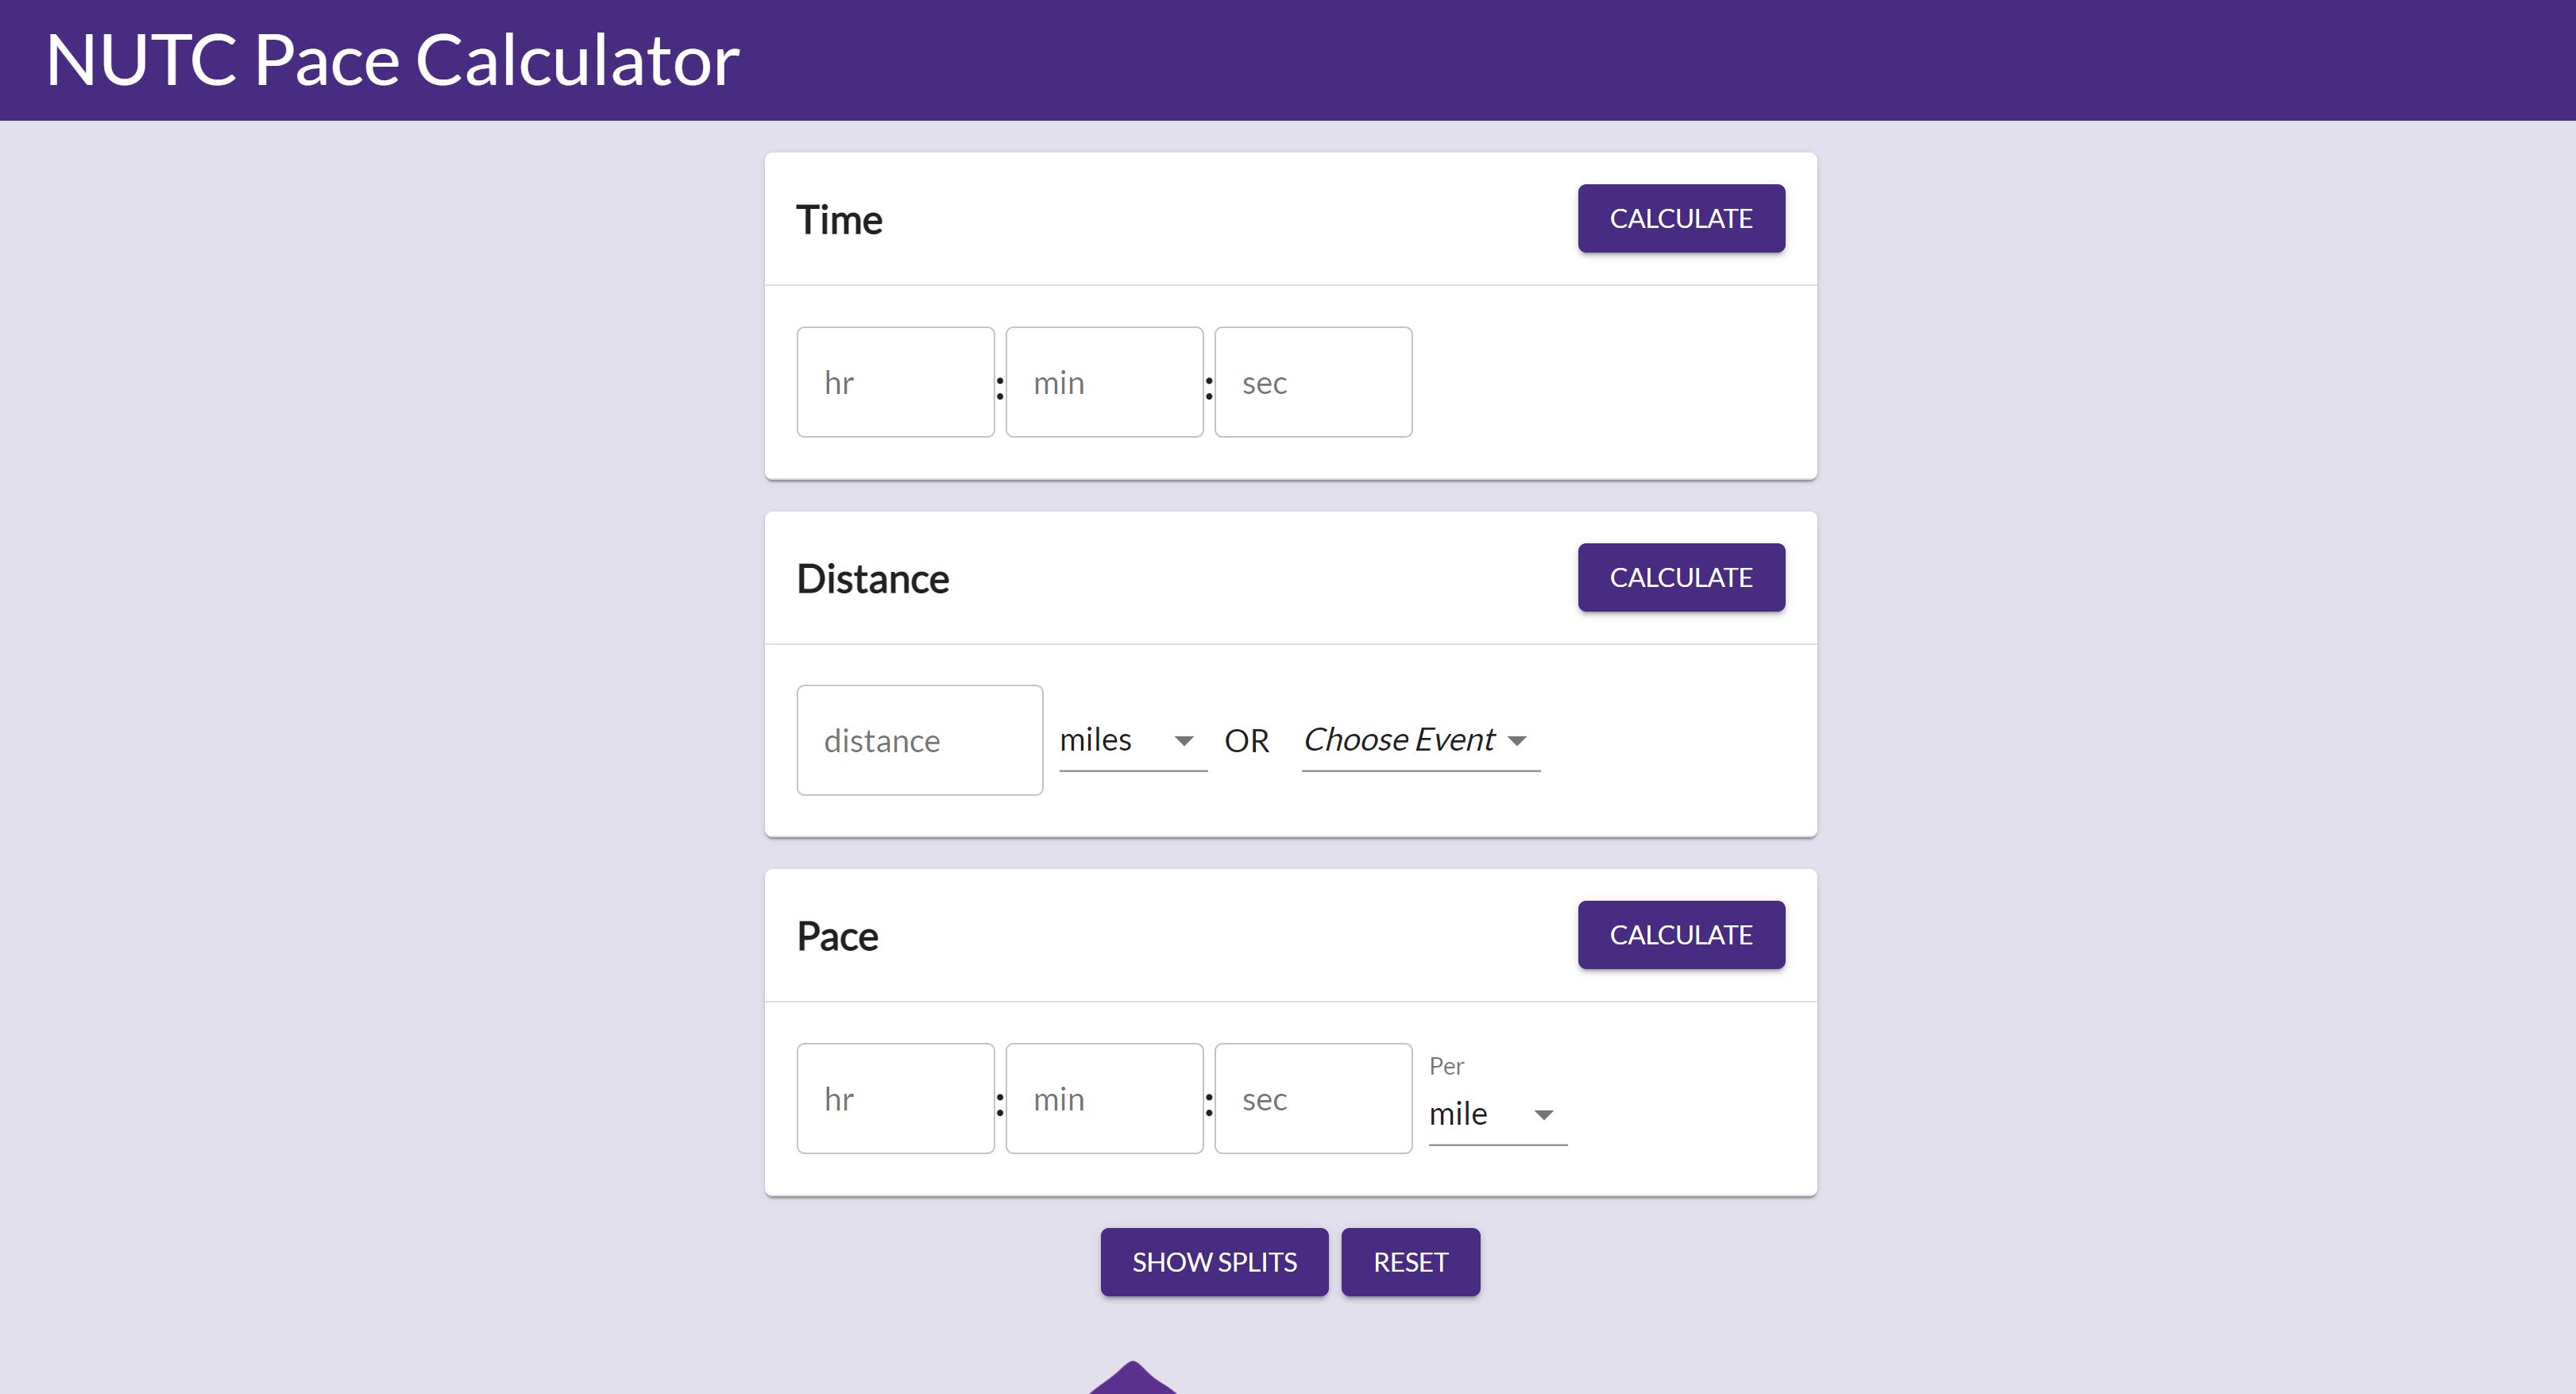 NUTC Pace Calculator
Time
CALCULATE
hr : min : sec
Distance
CALCULATE
distance miles OR Choose Event
Pace
CALCULATE
Per
hr : min : sec mile
SHOW SPLITS RESET